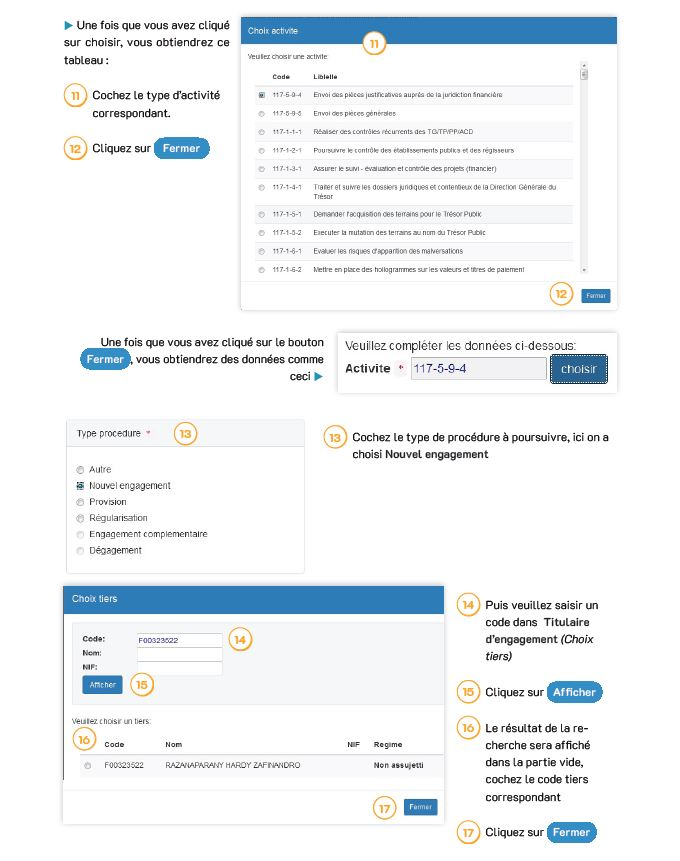 ▶ Une fois que vous avez cliqué
sur choisir, vous obtiendrez ce
tableau :
11 Cochez le type d'activité
correspondant.
12 Cliquez sur Fermer
Choix activite
11
Veuillez choisir une activite:
Code Liblelle
117-5-9-4 Envoi des pièces justificatives auprés de la juridiction financière
117-5-9-5 Envoi des pièces générales
117-1-1-1 Réaliser des contrôles récurrents des TG/TP/PP/ACD
117-1-2-1 Poursuivre le contrôle des établissements publics et des régisseurs
117-1-3-1 Assurer le suivi - évaluation et contrôle des projets (financier)
117-1-4-1 Traiter et suivre les dossiers juridiques et contentieux de la Direction Générale du
Trésor
117-1-5-1 Demander l'acquisition des terrains pour le Trésor Public
117-1-5-2 Executer la mutation des terrains au nom du Trésor Public
117-1-6-1 Evaluer les risques d'apparition des malversations
117-1-6-2 Mettre en place des hollogrammes sur les valeurs et titres de paiement
12 Fermer
Une fois que vous avez cliqué sur le bouton
Fermer, vous obtiendrez des données comme
ceci ▶
Veuillez compléter les données ci-dessous:
Activite * 117-5-9-4 choisir
Type procedure * 13
Autre
Nouvel engagement
Provision
Régularisation
Engagement complementaire
Dégagement
13 Cochez le type de procédure à poursuivre, ici on a
choisi Nouvel engagement
Choix tiers
Code: F00323522 14
Nom:
NIF:
Afficher 15
Veuillez choisir un tiers:
16 Code Nom NIF Regime
F00323522 RAZANAPARANY HARDY ZAFINANDRO Non assujetti
17 Fermer
14 Puis veuillez saisir un
code dans Titulaire
d'engagement (Choix
tiers)
15 Cliquez sur Afficher
16 Le résultat de la re-
cherche sera affiché
dans la partie vide,
cochez le code tiers
correspondant
17 Cliquez sur Fermer